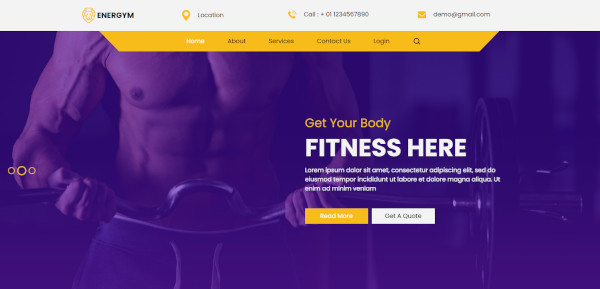 ENERGYM
Location
Call : + 01 1234567890
demo@gmail.com
Home About Services Contact Us Login
Get Your Body
FITNESS HERE
Lorem ipsum dolor sit amet, consectetur adipiscing elit, sed do
eiusmod tempor incididunt ut labore et dolore magna aliqua. Ut
enim ad minim veniam
Read More
Get A Quote